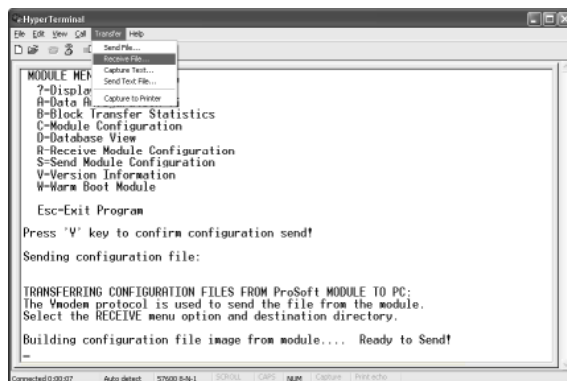 HyperTerminal
File Edit View Call Transfer Help
Send File...
Receive File...
Capture Text...
Send Text File...
Capture to Printer
MODULE MEN
?=Displa
A=Data A
B=Block Transfer Statistics
C=Module Configuration
D=Database View
R=Receive Module Configuration
S=Send Module Configuration
V=Version Information
W=Warm Boot Module
Esc=Exit Program
Press 'Y' key to confirm configuration send!
Sending configuration file:
TRANSFERRING CONFIGURATION FILES FROM ProSoft MODULE TO PC:
The Ymodem protocol is used to send the file from the module.
Select the RECEIVE menu option and destination directory.
Building configuration file image from module.... Ready to Send!
Connected 0:00:07 Auto detect 57600 8-N-1 SCROLL CAPS NUM Capture Print echo